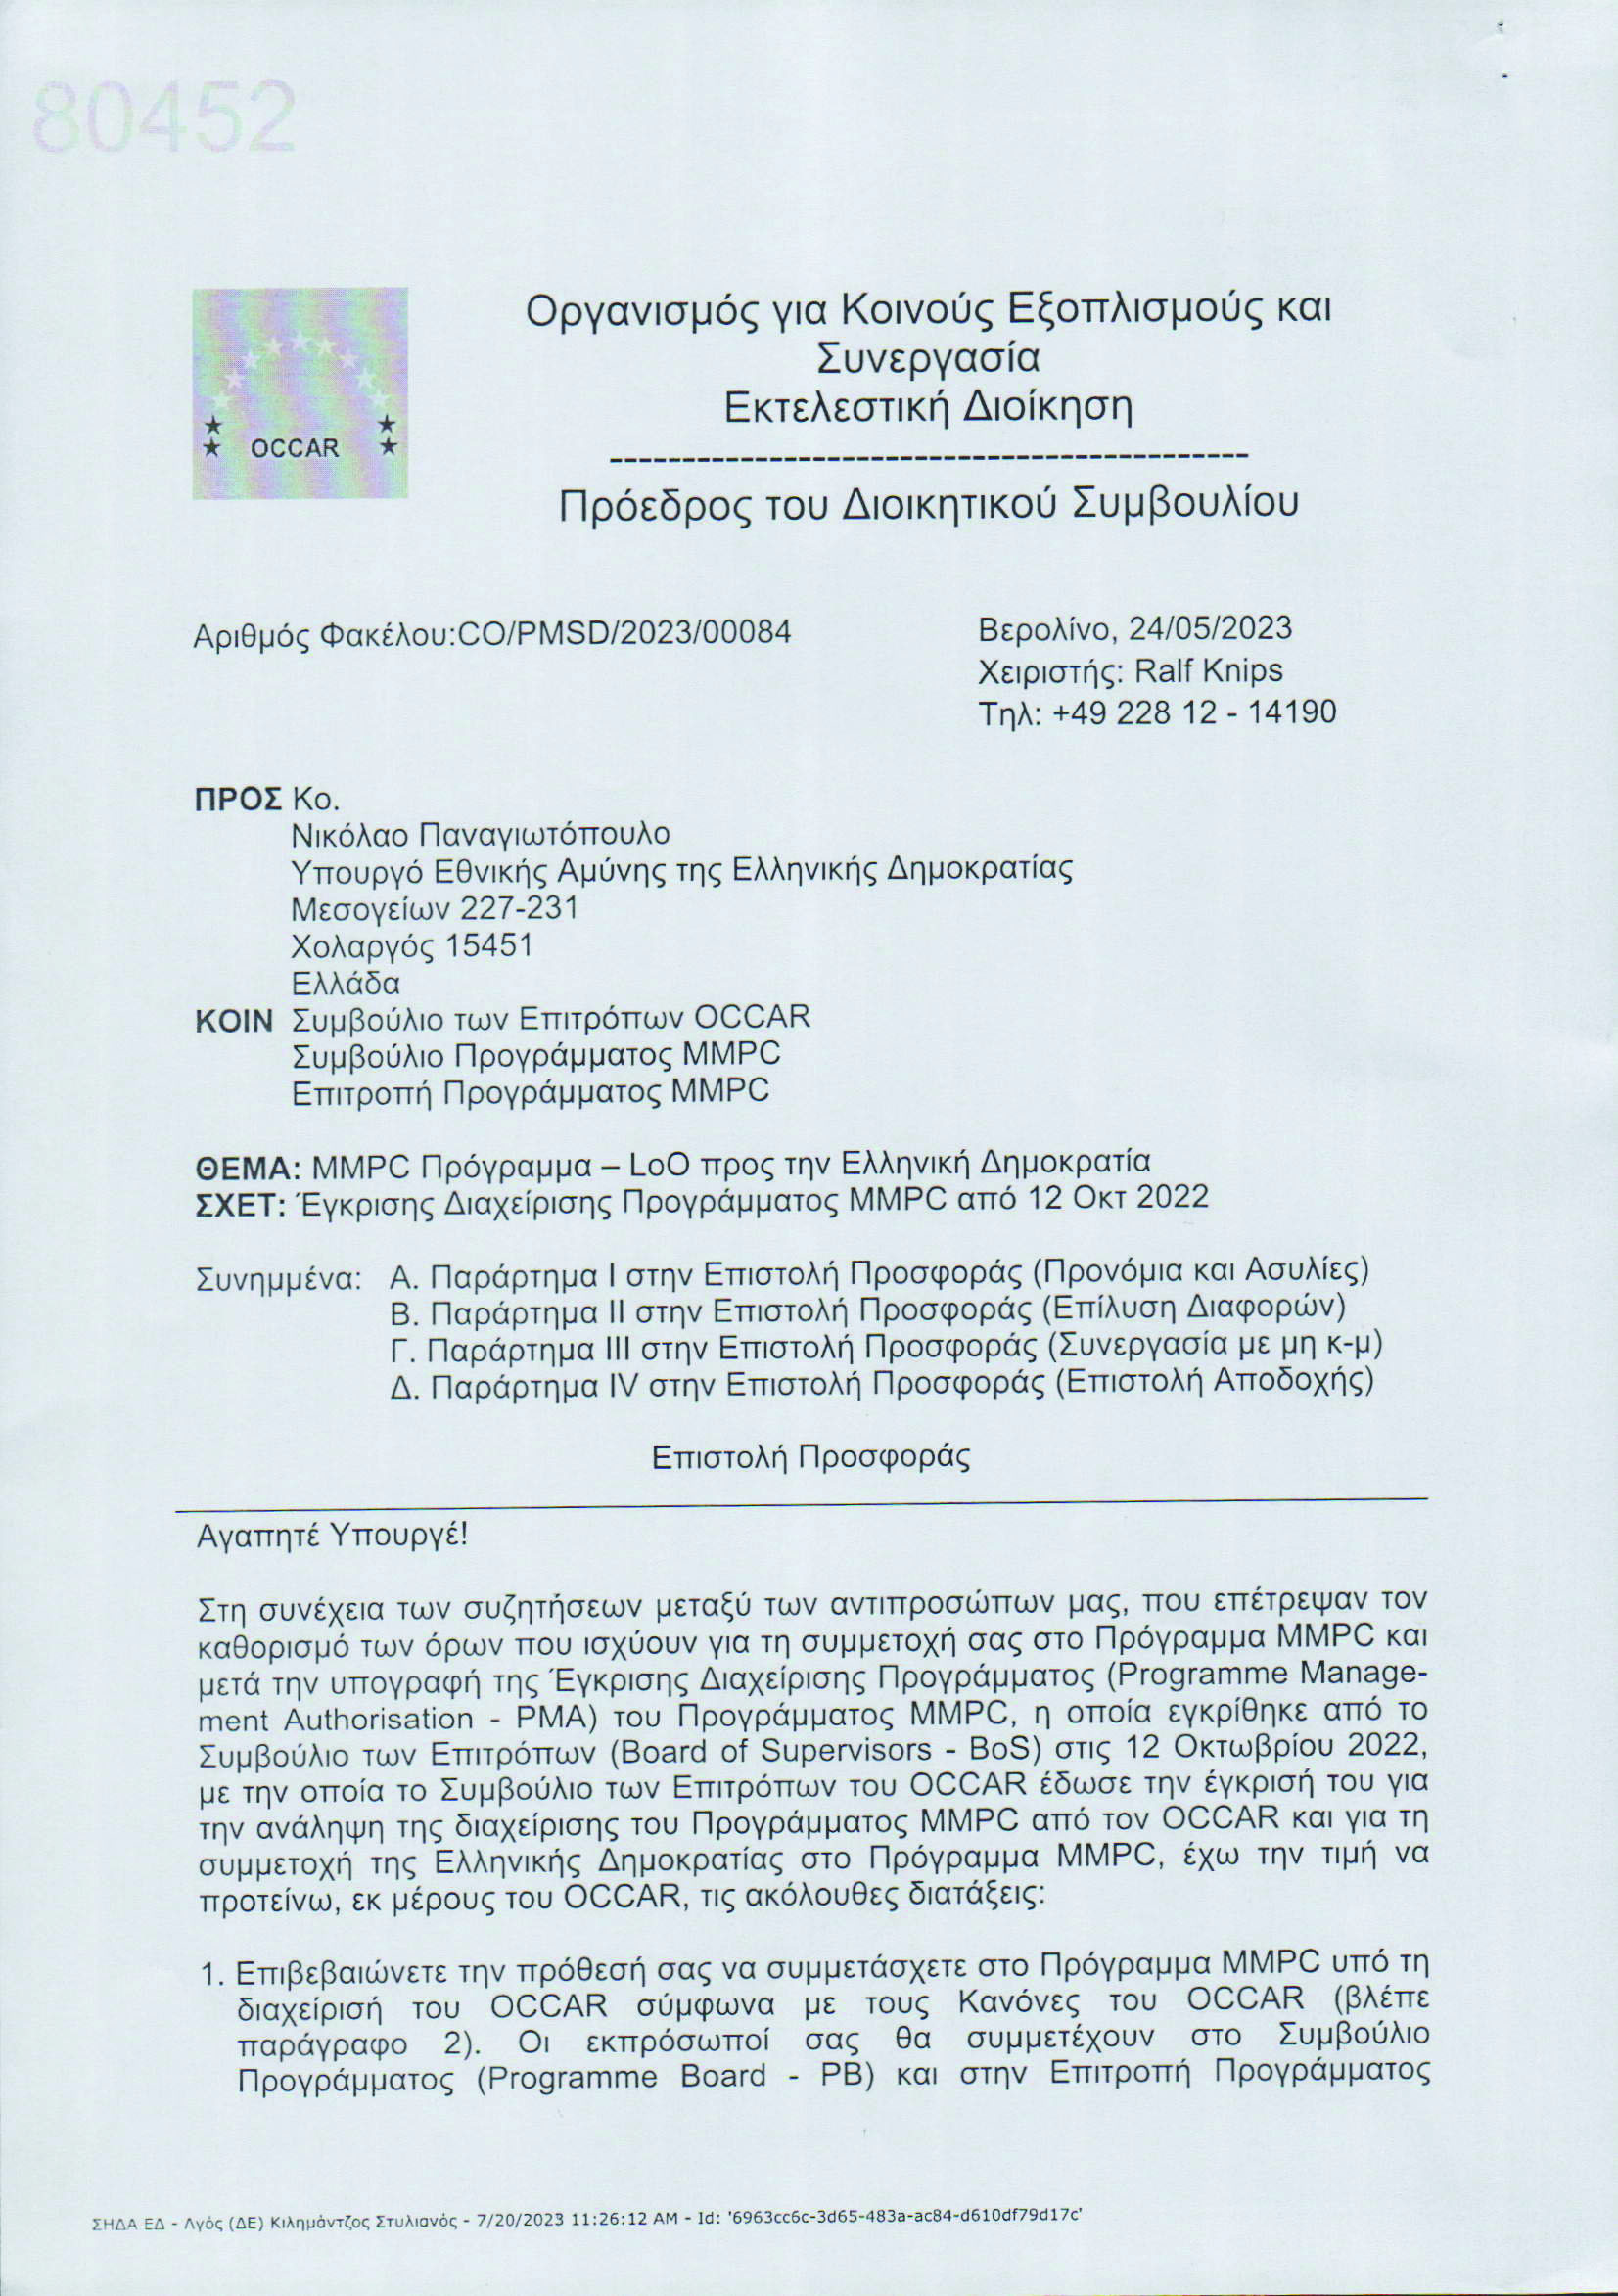 80452
OCCAR
Οργανισμός για Κοινούς Εξοπλισμούς και
Συνεργασία
Εκτελεστική Διοίκηση
--------------------------------------------
Πρόεδρος του Διοικητικού Συμβουλίου
Αριθμός Φακέλου:CO/PMSD/2023/00084
Βερολίνο, 24/05/2023
Χειριστής: Ralf Knips
Τηλ: +49 228 12 - 14190
ΠΡΟΣ Κο.
Νικόλαο Παναγιωτόπουλο
Υπουργό Εθνικής Αμύνης της Ελληνικής Δημοκρατίας
Μεσογείων 227-231
Χολαργός 15451
Ελλάδα
ΚΟΙΝ Συμβούλιο των Επιτρόπων OCCAR
Συμβούλιο Προγράμματος MMPC
Επιτροπή Προγράμματος MMPC
ΘΕΜΑ: MMPC Πρόγραμμα – LoO προς την Ελληνική Δημοκρατία
ΣΧΕΤ: Έγκρισης Διαχείρισης Προγράμματος MMPC από 12 Οκτ 2022
Συνημμένα: Α. Παράρτημα I στην Επιστολή Προσφοράς (Προνόμια και Ασυλίες)
Β. Παράρτημα II στην Επιστολή Προσφοράς (Επίλυση Διαφορών)
Γ. Παράρτημα III στην Επιστολή Προσφοράς (Συνεργασία με μη κ-μ)
Δ. Παράρτημα IV στην Επιστολή Προσφοράς (Επιστολή Αποδοχής)
Επιστολή Προσφοράς
Αγαπητέ Υπουργέ!
Στη συνέχεια των συζητήσεων μεταξύ των αντιπροσώπων μας, που επέτρεψαν τον
καθορισμό των όρων που ισχύουν για τη συμμετοχή σας στο Πρόγραμμα MMPC και
μετά την υπογραφή της Έγκρισης Διαχείρισης Προγράμματος (Programme Manage-
ment Authorisation - PMA) του Προγράμματος MMPC, η οποία εγκρίθηκε από το
Συμβούλιο των Επιτρόπων (Board of Supervisors - BoS) στις 12 Οκτωβρίου 2022,
με την οποία το Συμβούλιο των Επιτρόπων του OCCAR έδωσε την έγκρισή του για
την ανάληψη της διαχείρισης του Προγράμματος MMPC από τον OCCAR και για τη
συμμετοχή της Ελληνικής Δημοκρατίας στο Πρόγραμμα MMPC, έχω την τιμή να
προτείνω, εκ μέρους του OCCAR, τις ακόλουθες διατάξεις:
1. Επιβεβαιώνετε την πρόθεσή σας να συμμετάσχετε στο Πρόγραμμα MMPC υπό τη
διαχείρισή του OCCAR σύμφωνα με τους Κανόνες του OCCAR (βλέπε
παράγραφο 2). Οι εκπρόσωποί σας θα συμμετέχουν στο Συμβούλιο
Προγράμματος (Programme Board - PB) και στην Επιτροπή Προγράμματος
ΣΗΔΑ ΕΔ - Λγός (ΔΕ) Κιλημάντζος Στυλιανός - 7/20/2023 11:26:12 AM - Id: '6963cc6c-3d65-483a-ac84-d610df79d17c'